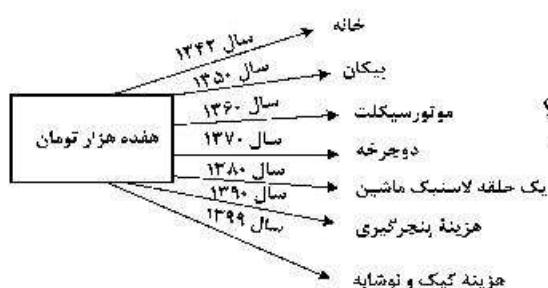 خانه
سال ۱۳۴۲
پیکان
سال ۱۳۵۰
موتورسیکلت
سال ۱۳۶۰
دوچرخه
سال ۱۳۷۰
هفده هزار تومان
یک حلقه لاستیک ماشین
سال ۱۳۸۰
هزینهٔ پنچرگیری
سال ۱۳۹۰
هزینه کیک و نوشابه
سال ۱۳۹۹